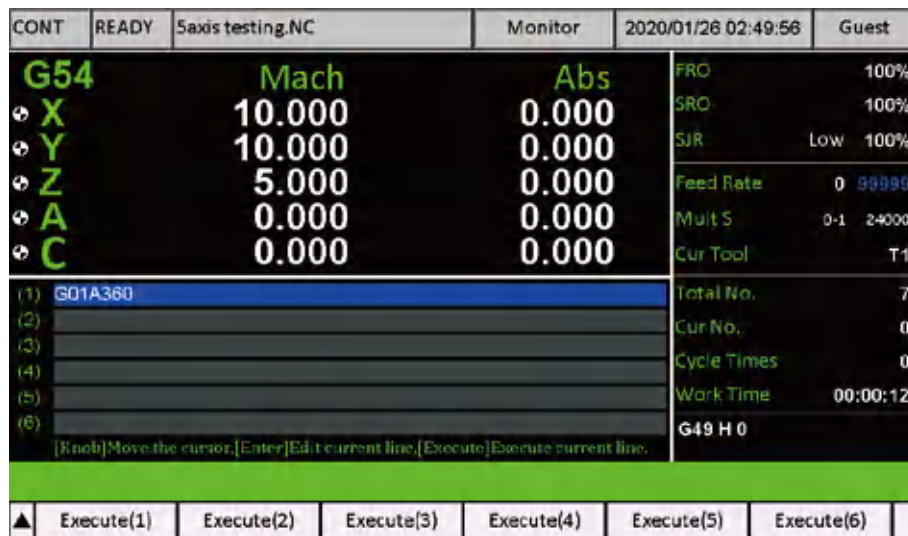 CONT READY 5axis testing.NC Monitor 2020/01/26 02:49:56 Guest
G54 Mach Abs
X 10.000 0.000
Y 10.000 0.000
Z 5.000 0.000
A 0.000 0.000
C 0.000 0.000
FRO 100%
SRO 100%
SJR Low 100%
Feed Rate 0 99999
Mult S 0-1 24000
Cur Tool T1
(1) G01A360
(2)
(3)
(4)
(5)
(6)
[Knob]Move the cursor,[Enter]Edit current line,[Execute]Execute current line.
Total No. 7
Cur No. 0
Cycle Times 0
Work Time 00:00:12
G49 H 0
▲ Execute(1) Execute(2) Execute(3) Execute(4) Execute(5) Execute(6)